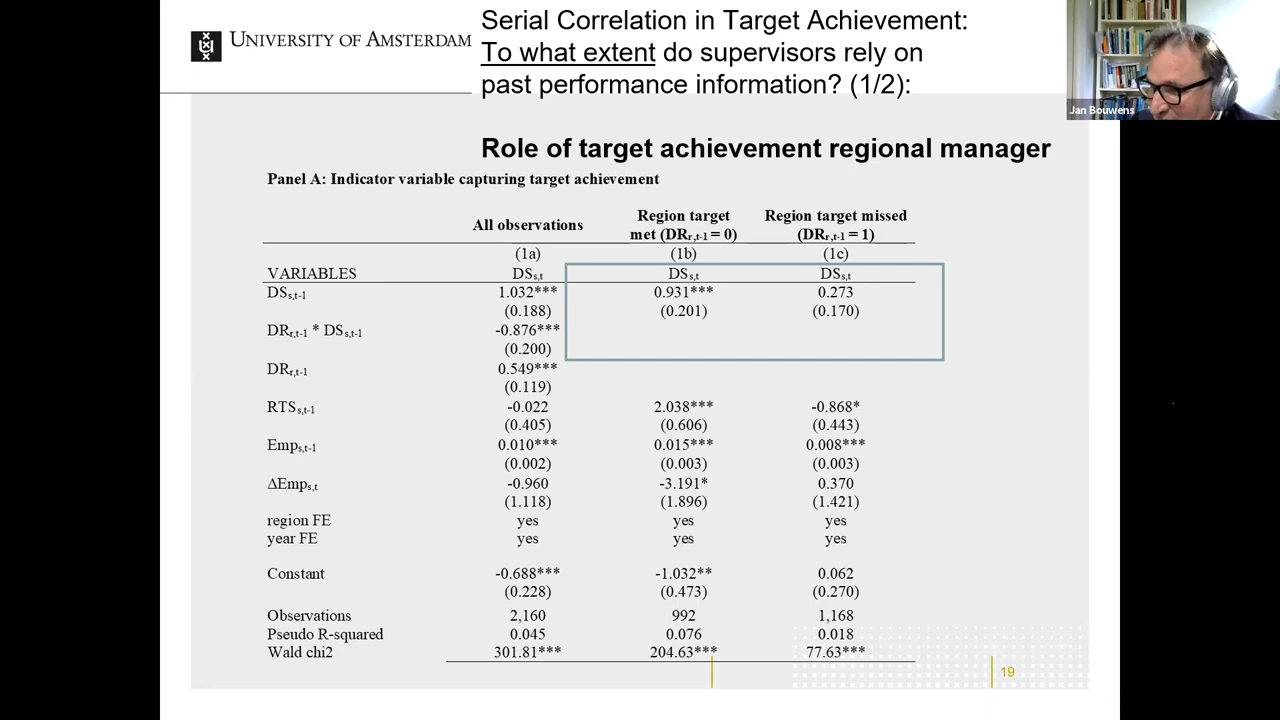 UNIVERSITY OF AMSTERDAM
Serial Correlation in Target Achievement:
To what extent do supervisors rely on
past performance information? (1/2):
Jan Bouwens
Role of target achievement regional manager
Panel A: Indicator variable capturing target achievement
All observations Region target met (DRr,t-1 = 0) Region target missed (DRr,t-1 = 1)
(1a) (1b) (1c)
VARIABLES DSs,t DSs,t DSs,t
DSs,t-1 1.032*** 0.931*** 0.273
(0.188) (0.201) (0.170)
DRr,t-1 * DSs,t-1 -0.876***
(0.200)
DRr,t-1 0.549***
(0.119)
RTSs,t-1 -0.022 2.038*** -0.868*
(0.405) (0.606) (0.443)
Emps,t-1 0.010*** 0.015*** 0.008***
(0.002) (0.003) (0.003)
ΔEmps,t -0.960 -3.191* 0.370
(1.118) (1.896) (1.421)
region FE yes yes yes
year FE yes yes yes
Constant -0.688*** -1.032** 0.062
(0.228) (0.473) (0.270)
Observations 2,160 992 1,168
Pseudo R-squared 0.045 0.076 0.018
Wald chi2 301.81*** 204.63*** 77.63***
19